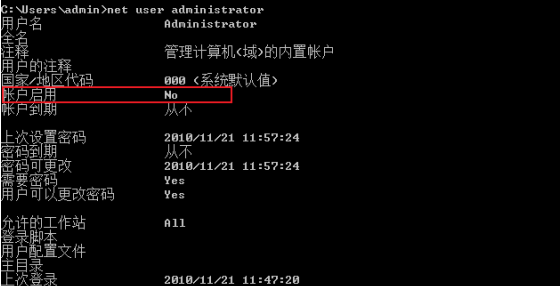 C:\Users\admin>net user administrator
用户名 Administrator
全名
注释 管理计算机<域>的内置帐户
用户的注释
国家/地区代码 000 (系统默认值)
帐户启用 No
帐户到期 从不
上次设置密码 2010/11/21 11:57:24
密码到期 从不
密码可更改 2010/11/21 11:57:24
需要密码 Yes
用户可以更改密码 Yes
允许的工作站 All
登录脚本
用户配置文件
主目录
上次登录 2010/11/21 11:47:20